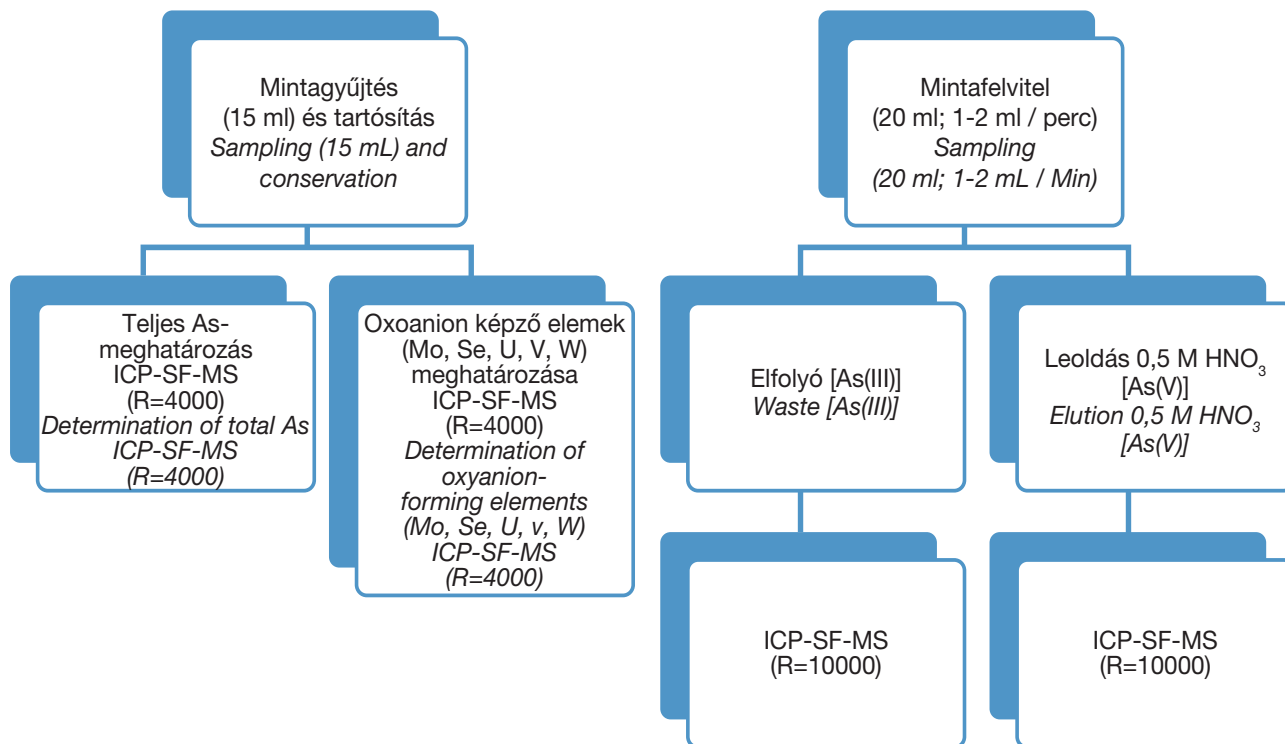 Mintagyűjtés
(15 ml) és tartósítás
Sampling (15 mL) and
conservation
Teljes As-
meghatározás
ICP-SF-MS
(R=4000)
Determination of total As
ICP-SF-MS
(R=4000)
Oxoanion képző elemek
(Mo, Se, U, V, W)
meghatározása
ICP-SF-MS
(R=4000)
Determination of
oxyanion-
forming elements
(Mo, Se, U, v, W)
ICP-SF-MS
(R=4000)
Mintafelvitel
(20 ml; 1-2 ml / perc)
Sampling
(20 ml; 1-2 mL / Min)
Elfolyó [As(III)]
Waste [As(III)]
Leoldás 0,5 M HNO₃
[As(V)]
Elution 0,5 M HNO₃
[As(V)]
ICP-SF-MS
(R=10000)
ICP-SF-MS
(R=10000)